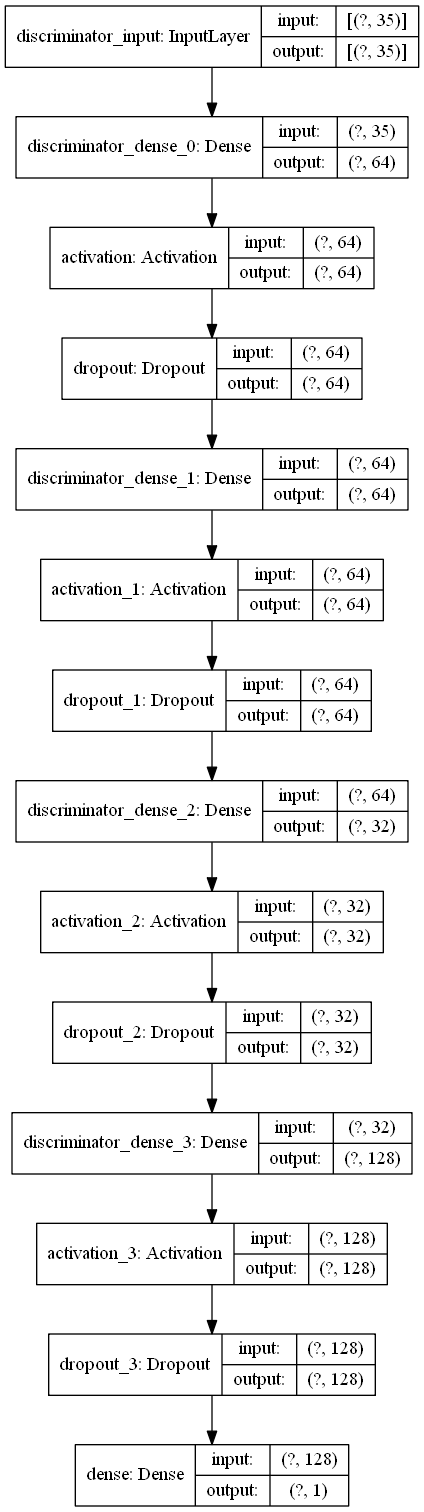 discriminator_input: InputLayer
input: [(?, 35)]
output: [(?, 35)]
discriminator_dense_0: Dense
input: (?, 35)
output: (?, 64)
activation: Activation
input: (?, 64)
output: (?, 64)
dropout: Dropout
input: (?, 64)
output: (?, 64)
discriminator_dense_1: Dense
input: (?, 64)
output: (?, 64)
activation_1: Activation
input: (?, 64)
output: (?, 64)
dropout_1: Dropout
input: (?, 64)
output: (?, 64)
discriminator_dense_2: Dense
input: (?, 64)
output: (?, 32)
activation_2: Activation
input: (?, 32)
output: (?, 32)
dropout_2: Dropout
input: (?, 32)
output: (?, 32)
discriminator_dense_3: Dense
input: (?, 32)
output: (?, 128)
activation_3: Activation
input: (?, 128)
output: (?, 128)
dropout_3: Dropout
input: (?, 128)
output: (?, 128)
dense: Dense
input: (?, 128)
output: (?, 1)